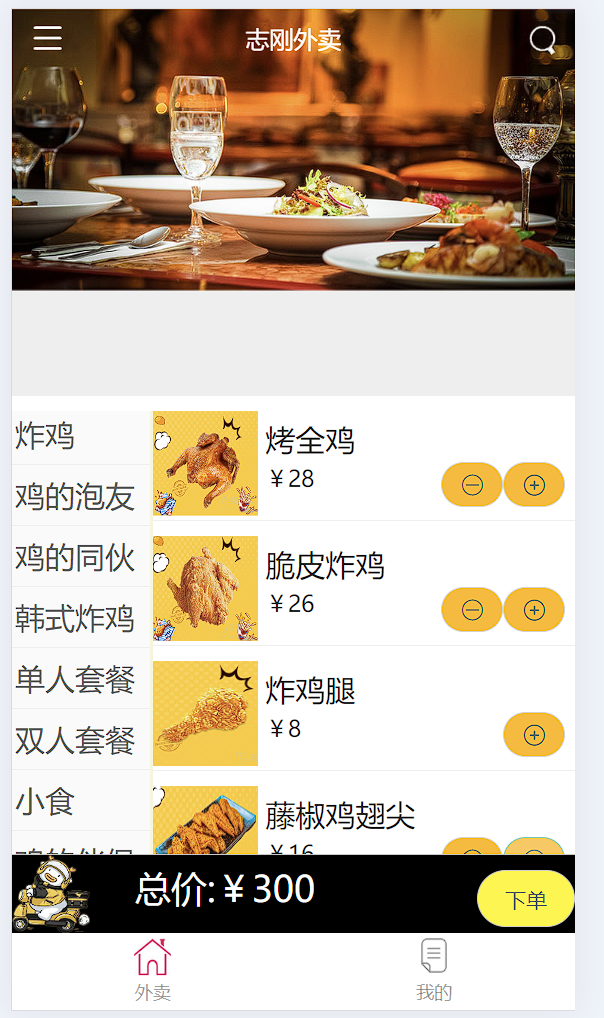 志刚外卖
炸鸡
鸡的泡友
鸡的同伙
韩式炸鸡
单人套餐
双人套餐
小食
烤全鸡
￥28
脆皮炸鸡
￥26
炸鸡腿
￥8
藤椒鸡翅尖
￥16
总价:￥300
下单
外卖
我的